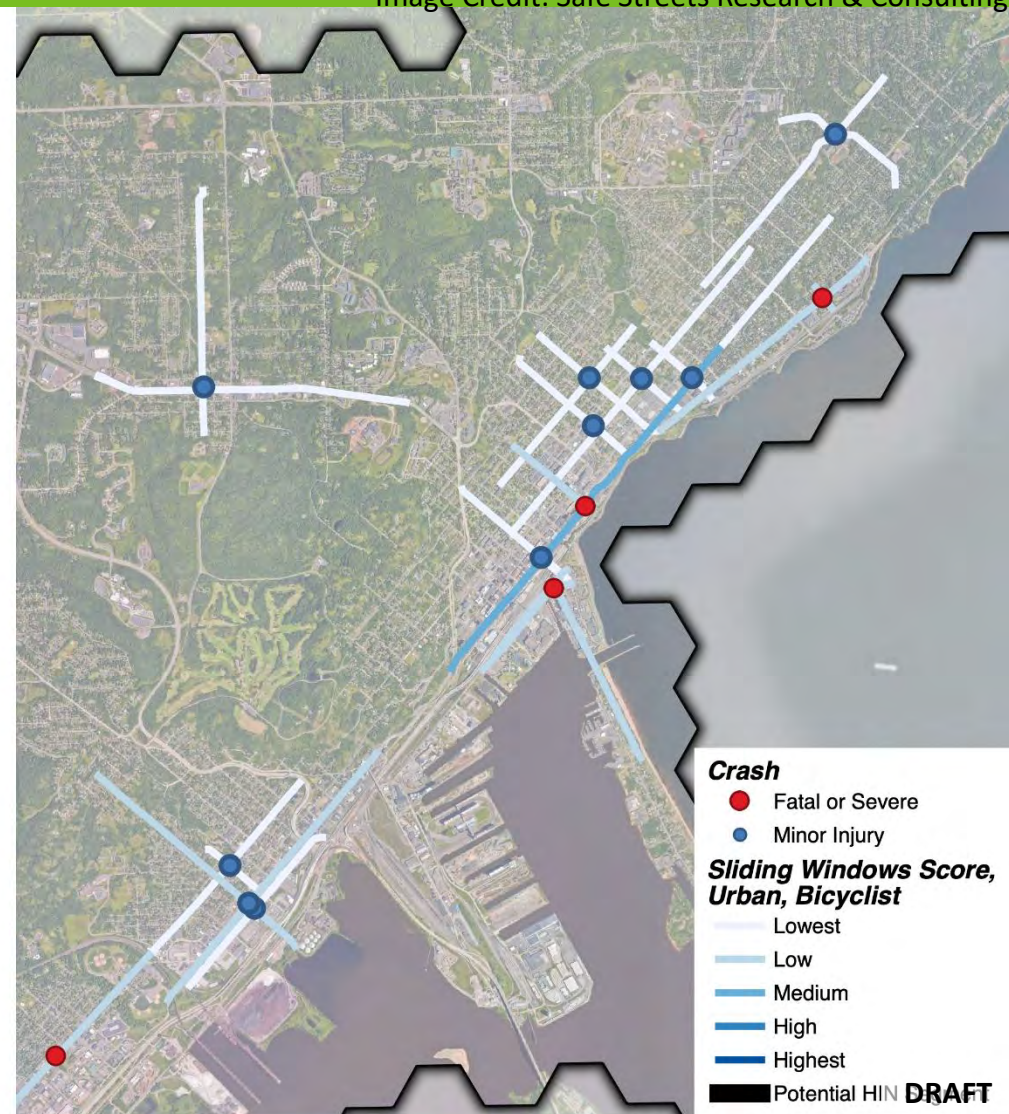 Image Credit: Safe Streets Research & Consulting
Crash
Fatal or Severe
Minor Injury
Sliding Windows Score,
Urban, Bicyclist
Lowest
Low
Medium
High
Highest
Potential HIN Segment
DRAFT